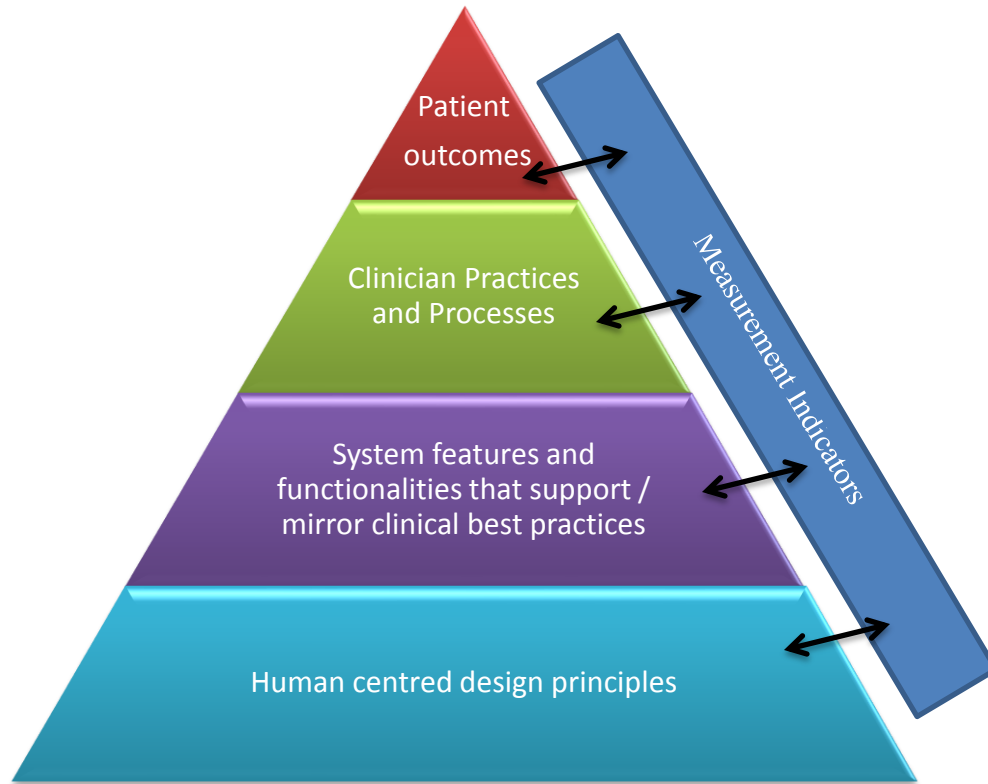 Patient
outcomes
Clinician Practices
and Processes
System features and
functionalities that support /
mirror clinical best practices
Human centred design principles
Measurement Indicators